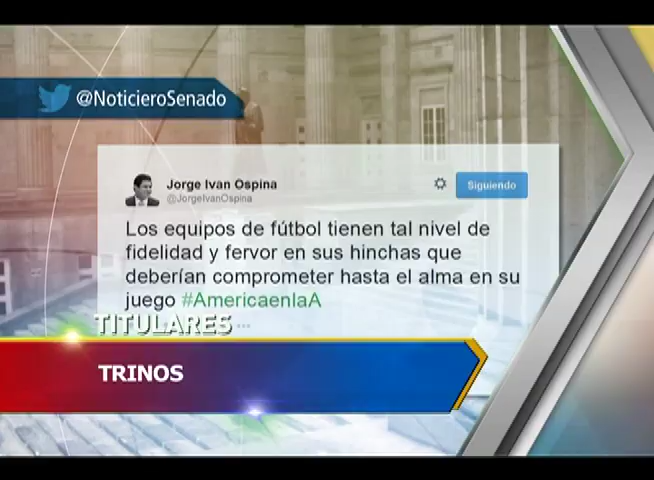 @NoticieroSenado
Jorge Ivan Ospina
@JorgeIvanOspina
Siguiendo
Los equipos de fútbol tienen tal nivel de
fidelidad y fervor en sus hinchas que
deberían comprometer hasta el alma en su
juego #AmericaenlaA
TITULARES...
TRINOS